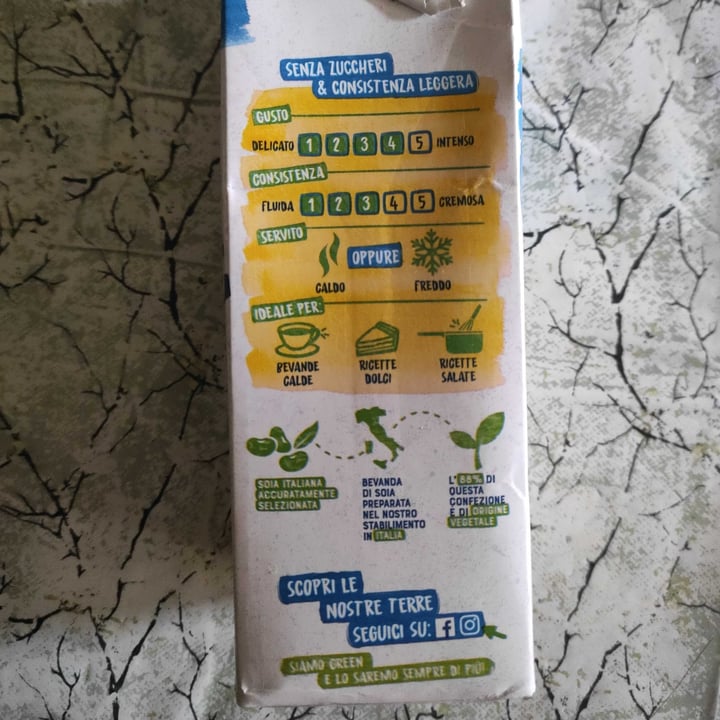 SENZA ZUCCHERI
& CONSISTENZA LEGGERA
GUSTO
DELICATO 1 2 3 4 5 INTENSO
CONSISTENZA
FLUIDA 1 2 3 4 5 CREMOSA
SERVITO
OPPURE
CALDO FREDDO
IDEALE PER:
BEVANDE CALDE
RICETTE DOLCI
RICETTE SALATE
SOIA ITALIANA
ACCURATAMENTE
SELEZIONATA
BEVANDA
DI SOIA
PREPARATA
NEL NOSTRO
STABILIMENTO
IN ITALIA
L'88% DI
QUESTA
CONFEZIONE
È DI ORIGINE
VEGETALE
SCOPRI LE
NOSTRE TERRE
SEGUICI SU:
SIAMO GREEN
E LO SAREMO SEMPRE DI PIÙ!